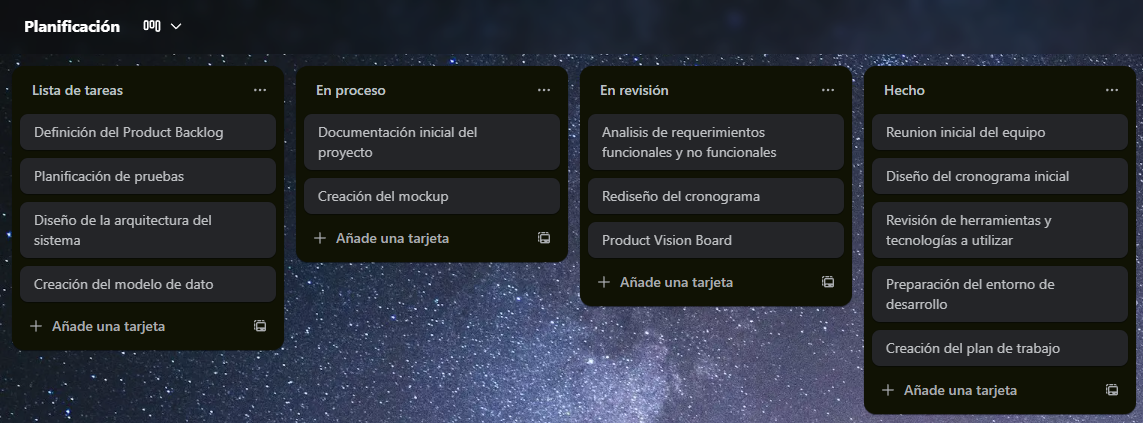 Planificación
Lista de tareas
Definición del Product Backlog
Planificación de pruebas
Diseño de la arquitectura del
sistema
Creación del modelo de dato
Añade una tarjeta
En proceso
Documentación inicial del
proyecto
Creación del mockup
Añade una tarjeta
En revisión
Analisis de requerimientos
funcionales y no funcionales
Rediseño del cronograma
Product Vision Board
Añade una tarjeta
Hecho
Reunion inicial del equipo
Diseño del cronograma inicial
Revisión de herramientas y
tecnologías a utilizar
Preparación del entorno de
desarrollo
Creación del plan de trabajo
Añade una tarjeta